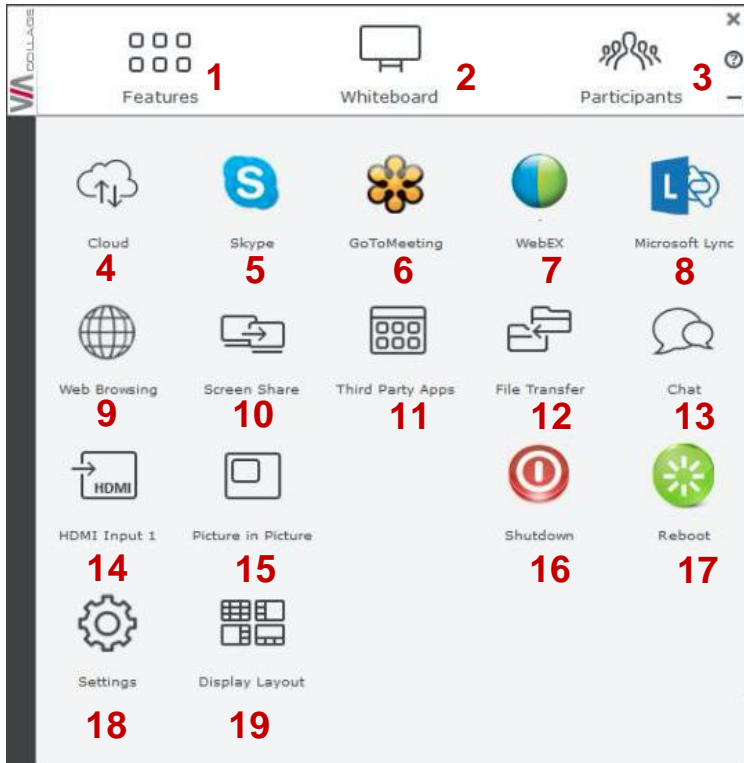 VIA COLLAGE
Features 1
Whiteboard 2
Participants 3
Cloud Skype GoToMeeting WebEX Microsoft Lync
4 5 6 7 8
Web Browsing Screen Share Third Party Apps File Transfer Chat
9 10 11 12 13
HDMI
HDMI Input 1 Picture in Picture Shutdown Reboot
14 15 16 17
Settings Display Layout
18 19